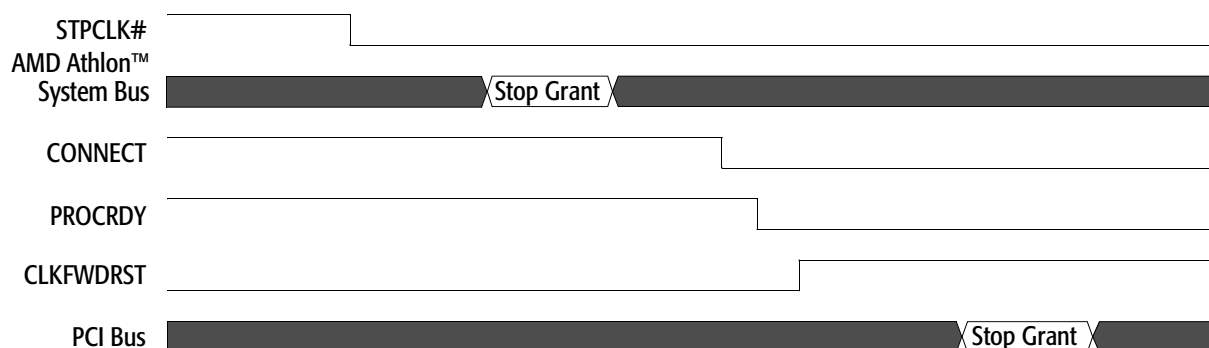 STPCLK#
AMD Athlon™
System Bus
Stop Grant
CONNECT
PROCRDY
CLKFWDRST
PCI Bus
Stop Grant